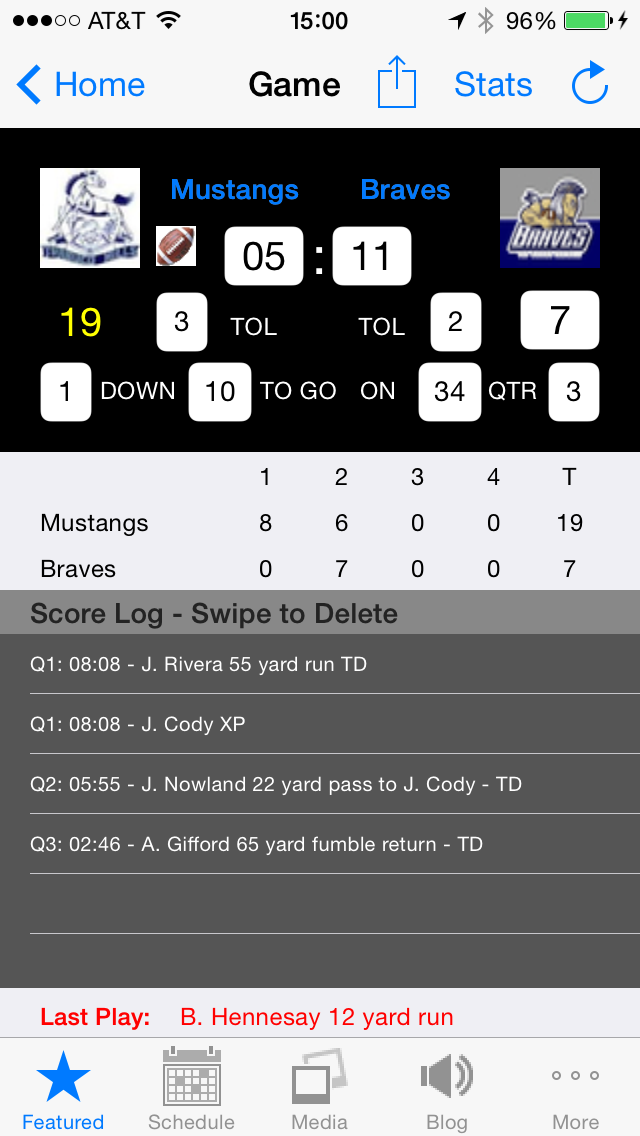 AT&T 15:00 96%
Home Game Stats
Mustangs Braves
BRAVES
05 : 11
19 3 TOL TOL 2 7
1 DOWN 10 TO GO ON 34 QTR 3
1 2 3 4 T
Mustangs 8 6 0 0 19
Braves 0 7 0 0 7
Score Log - Swipe to Delete
Q1: 08:08 - J. Rivera 55 yard run TD
Q1: 08:08 - J. Cody XP
Q2: 05:55 - J. Nowland 22 yard pass to J. Cody - TD
Q3: 02:46 - A. Gifford 65 yard fumble return - TD
Last Play: B. Hennesay 12 yard run
Featured Schedule Media Blog More